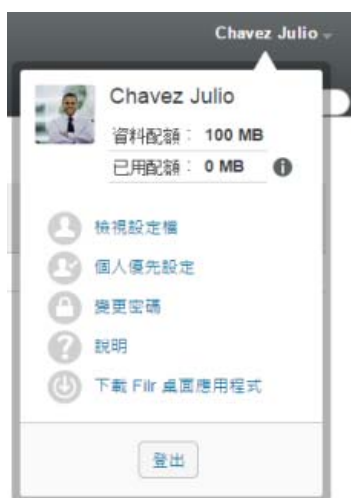 Chavez Julio
Chavez Julio
資料配額： 100 MB
已用配額： 0 MB
檢視設定檔
個人優先設定
變更密碼
說明
下載 Filr 桌面應用程式
登出